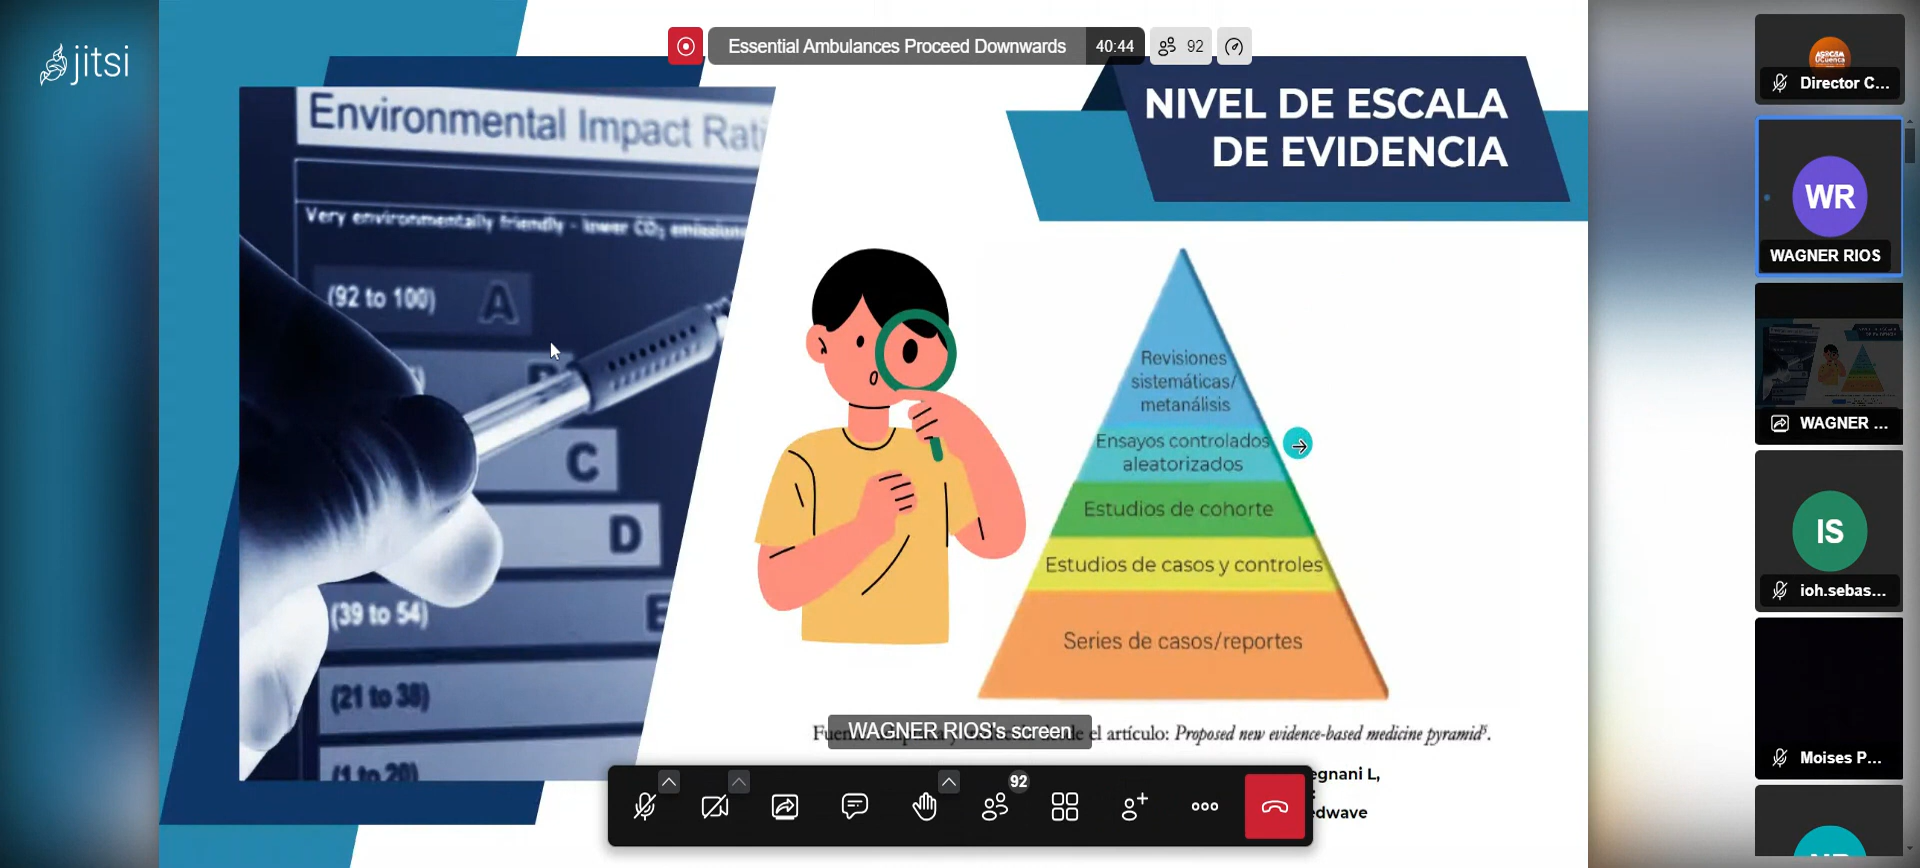 jitsi
Essential Ambulances Proceed Downwards
40:44
92
NIVEL DE ESCALA
DE EVIDENCIA
Environmental Impact Rati
Very environmentally friendly - lower CO₂ emissions
(92 to 100) A
C
D
(39 to 54) E
(21 to 38)
(1 to 20)
Revisiones
sistemáticas/
metanálisis
Ensayos controlados
aleatorizados
Estudios de cohorte
Estudios de casos y controles
Series de casos/reportes
WAGNER RIOS's screen
el artículo: Proposed new evidence-based medicine pyramid⁵.
egnani L,
dwave
92
Director C...
WR
WAGNER RIOS
WAGNER ...
IS
ioh.sebas...
Moises P...